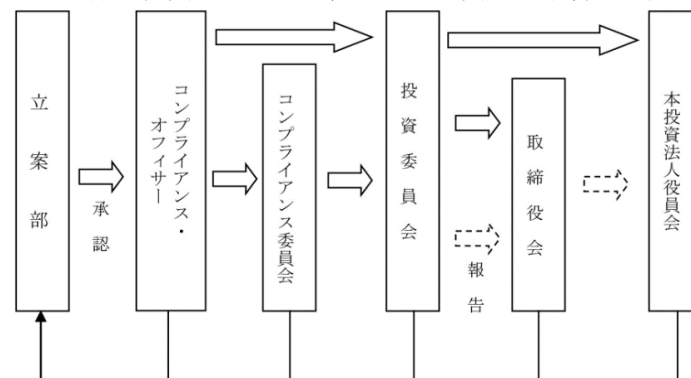 立案部
承認
コンプライアンス・
オフィサー
コンプライアンス委員会
投資委員会
報告
取締役会
本投資法人役員会